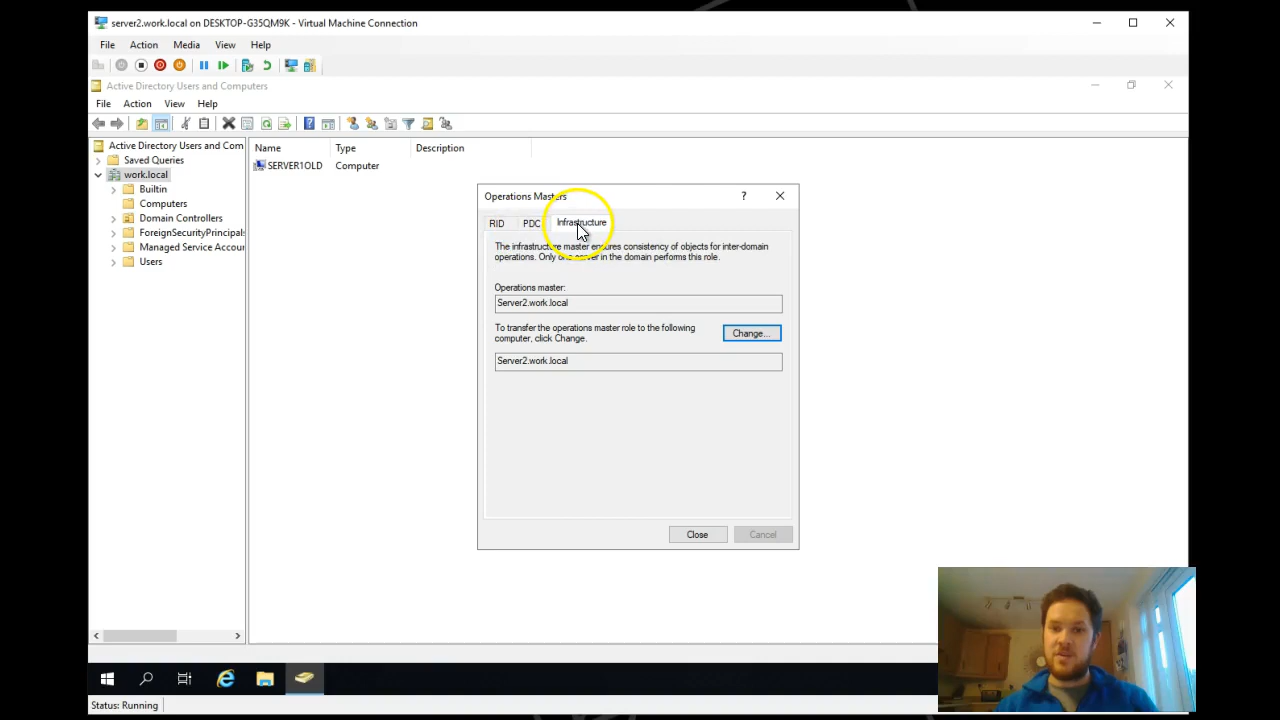 server2.work.local on DESKTOP-G35QM9K - Virtual Machine Connection
File Action Media View Help
Active Directory Users and Computers
File Action View Help
Active Directory Users and Com
Saved Queries
work.local
Builtin
Computers
Domain Controllers
ForeignSecurityPrincipals
Managed Service Accour
Users
Name Type Description
SERVER1OLD Computer
Operations Masters
RID PDC Infrastructure
The infrastructure master ensures consistency of objects for inter-domain
operations. Only one server in the domain performs this role.
Operations master:
Server2.work.local
To transfer the operations master role to the following
computer, click Change.
Change...
Server2.work.local
Close Cancel
Status: Running